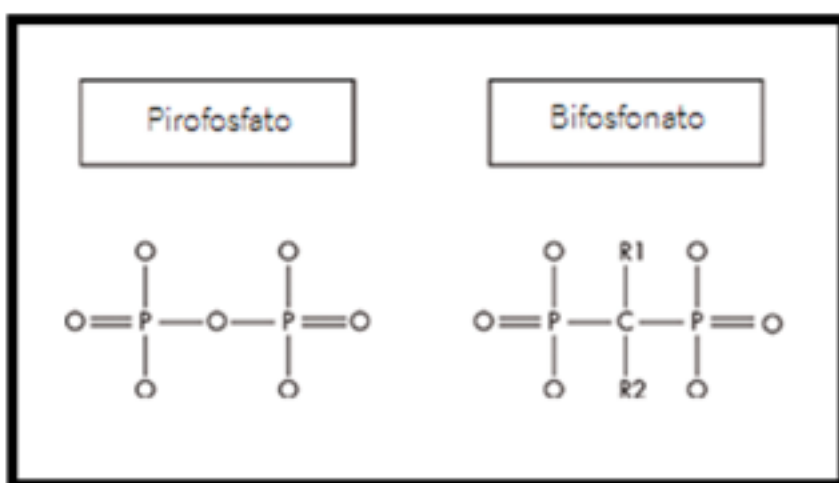 Pirofosfato
Bifosfonato
O O
O P O P O
O O
O R1 O
O P C P O
O R2 O